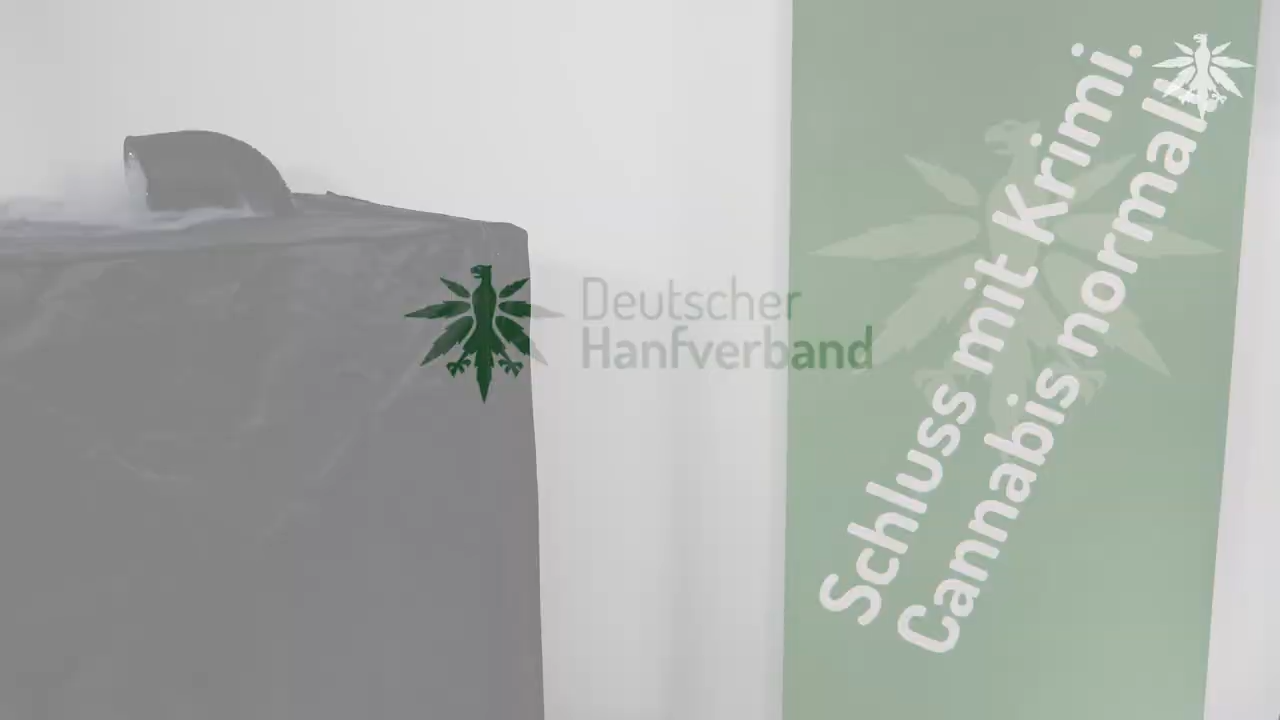 Deutscher
Hanfverband
Schluss mit Krimi.
Cannabis normal!